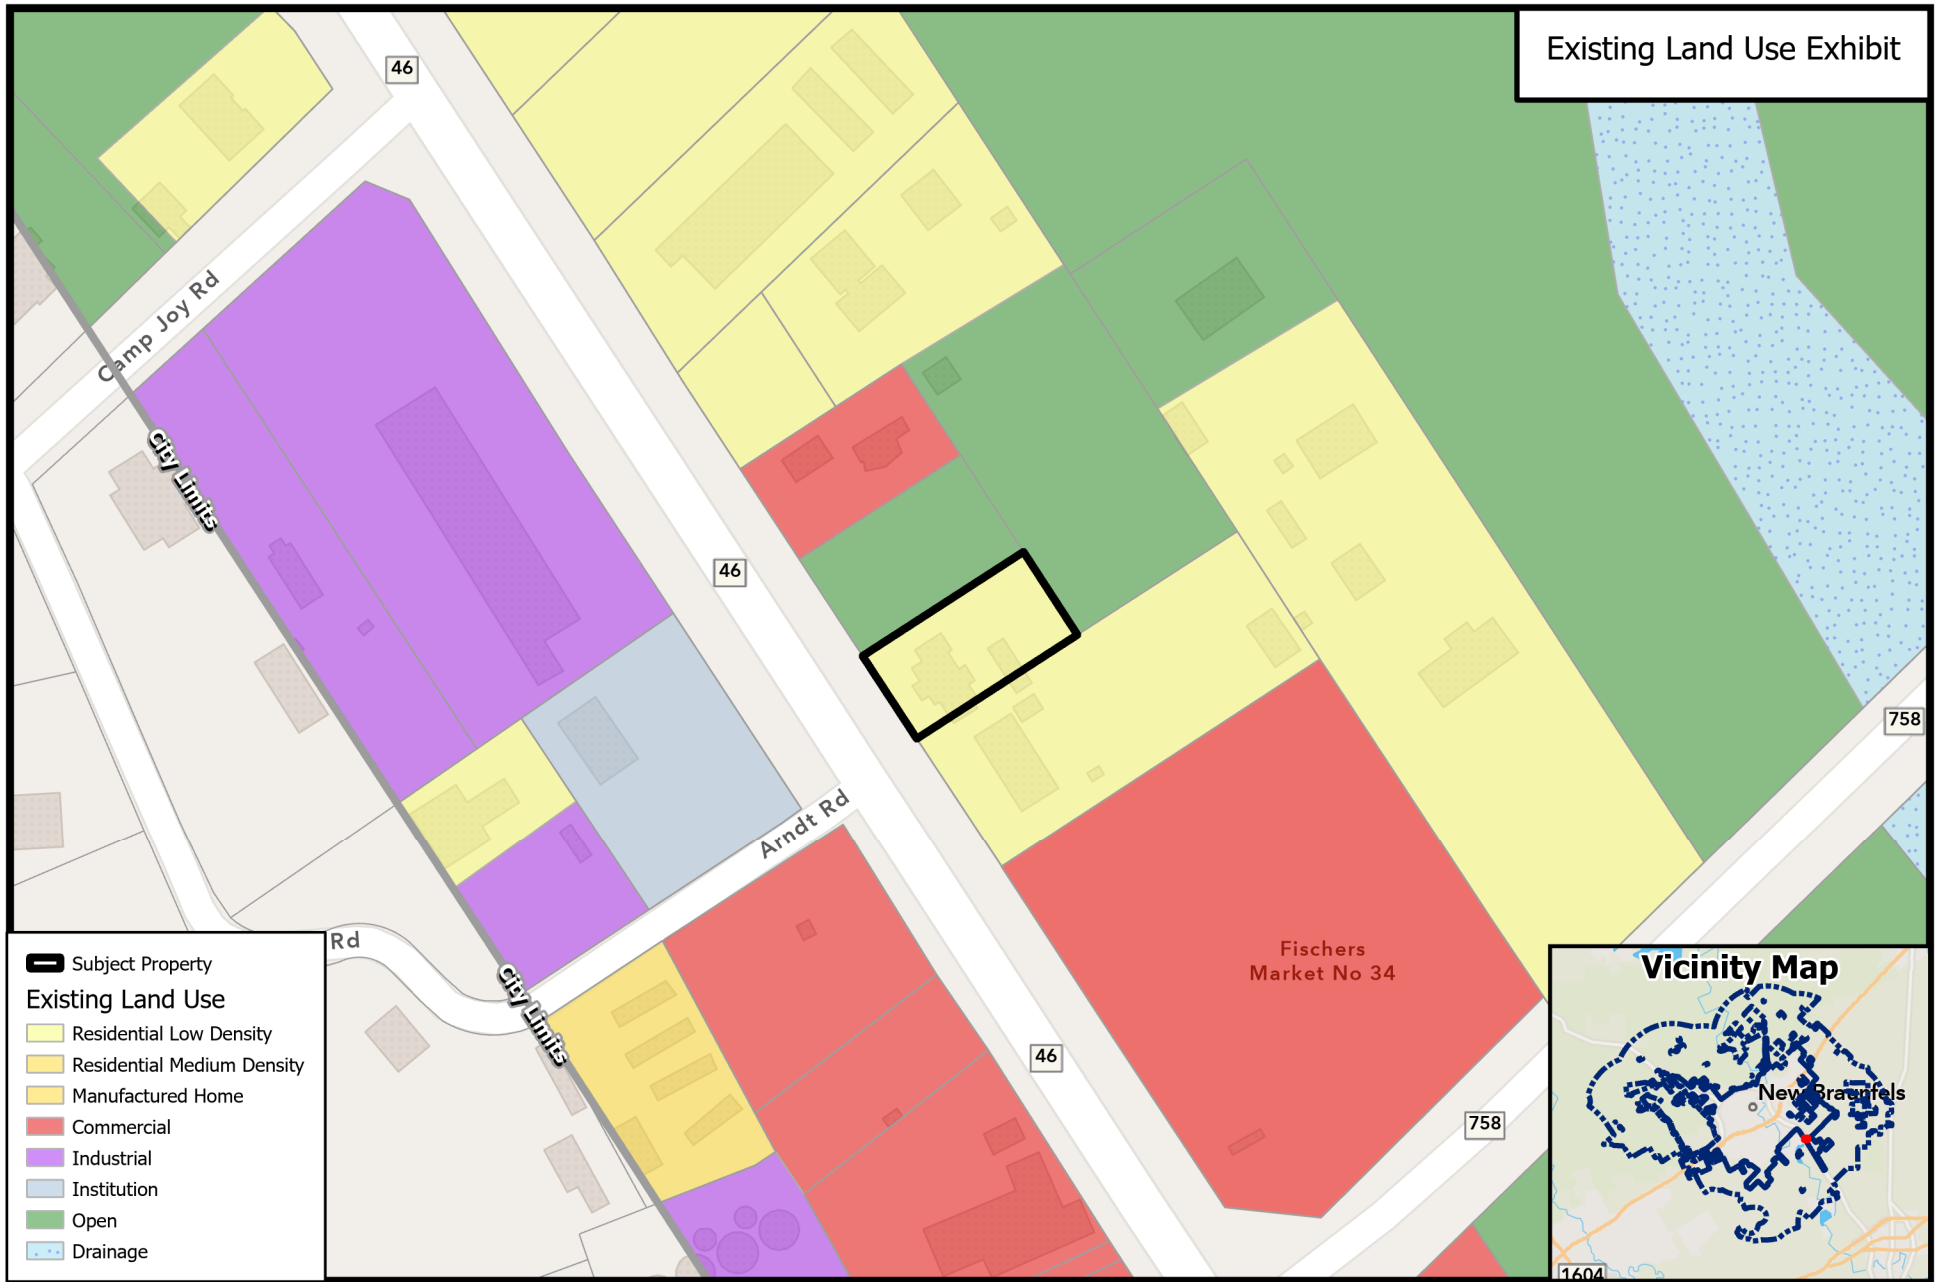 Existing Land Use Exhibit
46
Camp Joy Rd
City Limits
46
758
Arndt Rd
Rd
Fischers
Market No 34
City Limits
46
758
Subject Property
Existing Land Use
Residential Low Density
Residential Medium Density
Manufactured Home
Commercial
Industrial
Institution
Open
Drainage
Vicinity Map
New Braunfels
1604